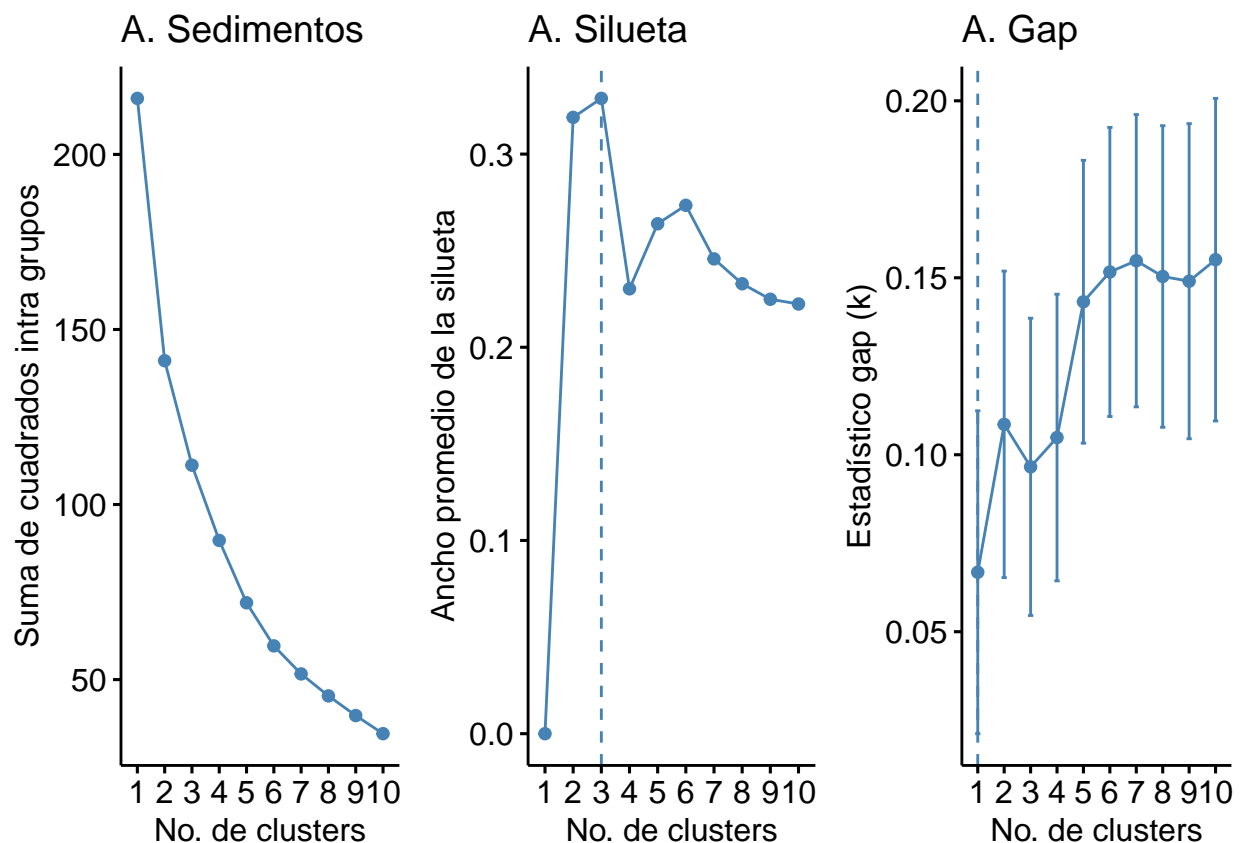 A. Sedimentos
Suma de cuadrados intra grupos
200
150
100
50
1 2 3 4 5 6 7 8 9 10
No. de clusters
A. Silueta
Ancho promedio de la silueta
0.3
0.2
0.1
0.0
1 2 3 4 5 6 7 8 9 10
No. de clusters
A. Gap
Estadístico gap (k)
0.20
0.15
0.10
0.05
1 2 3 4 5 6 7 8 9 10
No. de clusters